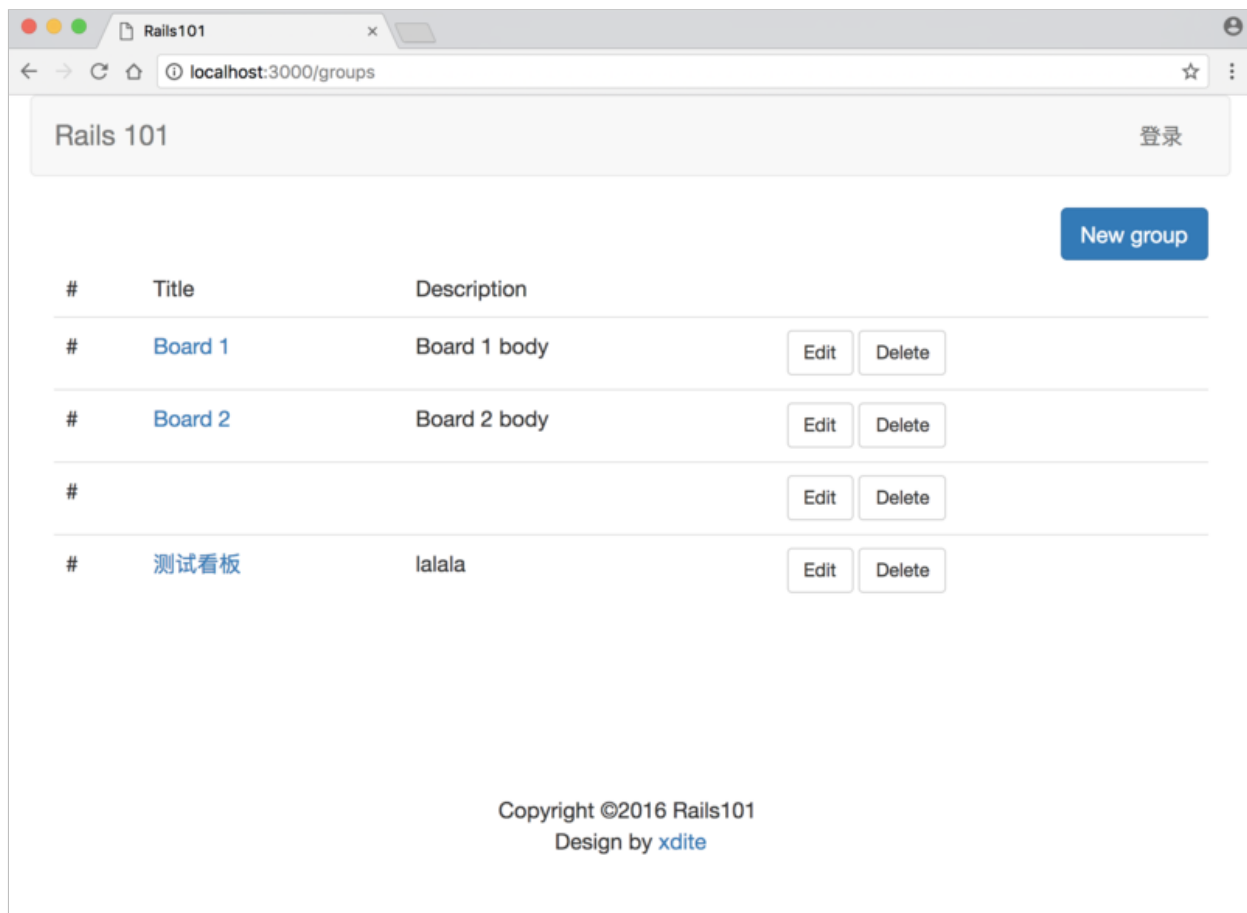 Rails101
localhost:3000/groups
Rails 101 登录
New group
# Title Description
# Board 1 Board 1 body Edit Delete
# Board 2 Board 2 body Edit Delete
# Edit Delete
# 测试看板 lalala Edit Delete
Copyright ©2016 Rails101
Design by xdite